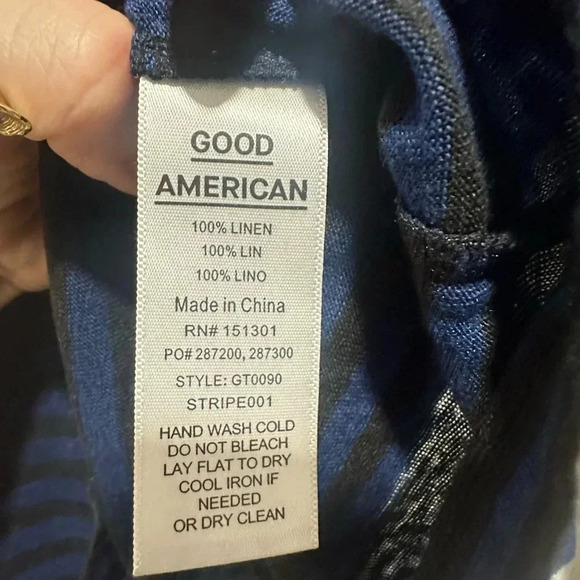 GOOD
AMERICAN
100% LINEN
100% LIN
100% LINO
Made in China
RN# 151301
PO# 287200, 287300
STYLE: GT0090
STRIPE001
HAND WASH COLD
DO NOT BLEACH
LAY FLAT TO DRY
COOL IRON IF
NEEDED
OR DRY CLEAN